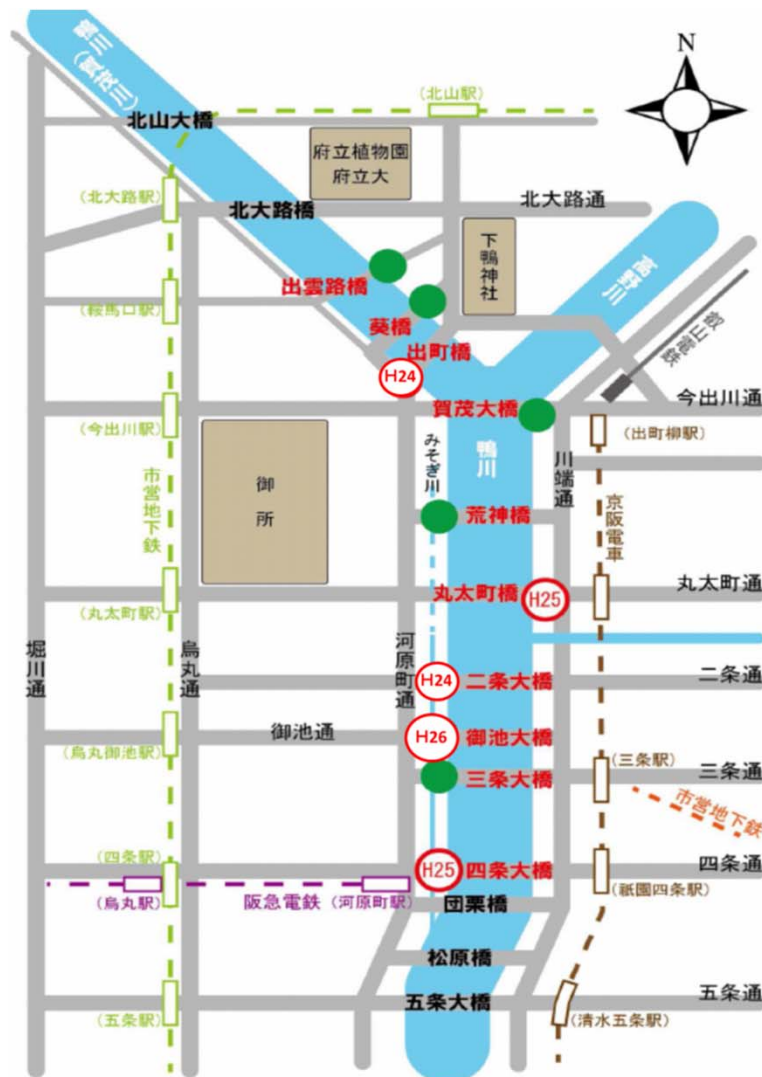 鴨川
(賀茂川)
N
(北山駅)
北山大橋
府立植物園
府立大
(北大路駅)
北大路通
北大路橋
下鴨神社
高野川
出雲路橋
(鞍馬口駅)
葵橋
叡山電鉄
出町橋
H24
今出川通
賀茂大橋
(今出川駅)
(出町柳駅)
みそぎ川
鴨川
川端通
市営地下鉄
御所
京阪電車
荒神橋
丸太町通
丸太町橋
H25
(丸太町駅)
堀川通
烏丸通
河原町通
H24
二条大橋
二条通
御池通
H26
御池大橋
(烏丸御池駅)
(三条駅)
三条大橋
三条通
市営地下鉄
(四条駅)
H25
四条大橋
四条通
(烏丸駅)
阪急電鉄
(河原町駅)
(祇園四条駅)
団栗橋
松原橋
五条大橋
五条通
(五条駅)
(清水五条駅)